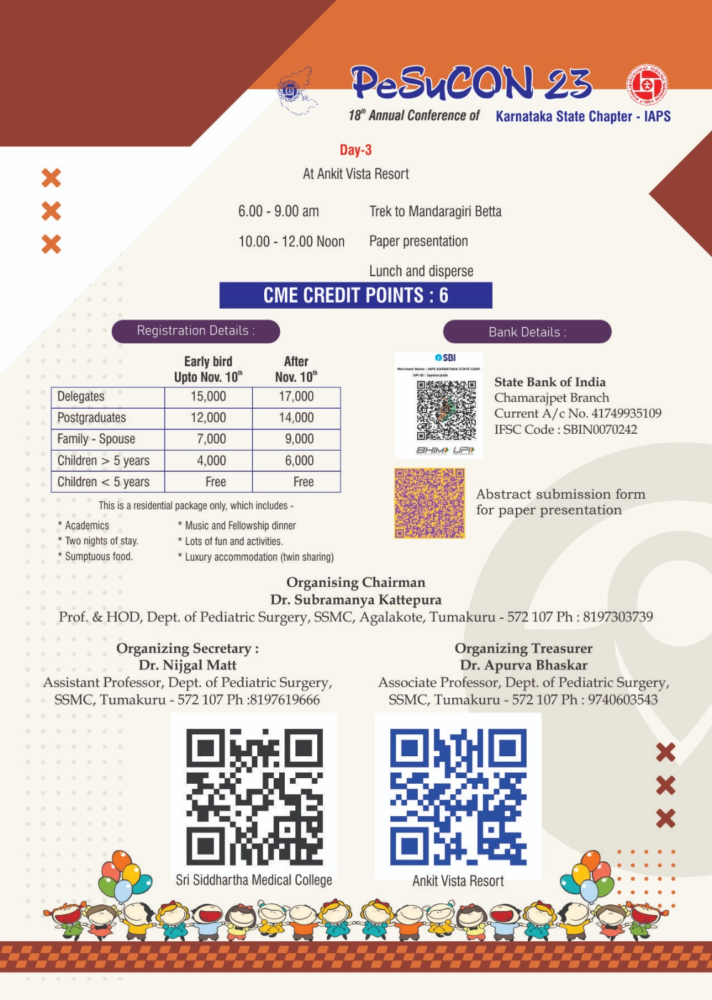 PeSuCON 23
18th Annual Conference of Karnataka State Chapter - IAPS
Day-3
At Ankit Vista Resort
6.00 - 9.00 am Trek to Mandaragiri Betta
10.00 - 12.00 Noon Paper presentation
Lunch and disperse
CME CREDIT POINTS : 6
Registration Details :
Early bird Upto Nov. 10th After Nov. 10th
Delegates 15,000 17,000
Postgraduates 12,000 14,000
Family - Spouse 7,000 9,000
Children > 5 years 4,000 6,000
Children < 5 years Free Free
This is a residential package only, which includes -
* Academics * Music and Fellowship dinner
* Two nights of stay. * Lots of fun and activities.
* Sumptuous food. * Luxury accommodation (twin sharing)
Bank Details :
SBI
Merchant Name : IAPS KARNATAKA STATE CHAP
UPI ID : iapsksc@sbi
BHIM UPI
State Bank of India
Chamarajpet Branch
Current A/c No. 41749935109
IFSC Code : SBIN0070242
Abstract submission form
for paper presentation
Organising Chairman
Dr. Subramanya Kattepura
Prof. & HOD, Dept. of Pediatric Surgery, SSMC, Agalakote, Tumakuru - 572 107 Ph : 8197303739
Organizing Secretary :
Dr. Nijgal Matt
Assistant Professor, Dept. of Pediatric Surgery,
SSMC, Tumakuru - 572 107 Ph :8197619666
Organizing Treasurer
Dr. Apurva Bhaskar
Associate Professor, Dept. of Pediatric Surgery,
SSMC, Tumakuru - 572 107 Ph : 9740603543
Sri Siddhartha Medical College
Ankit Vista Resort